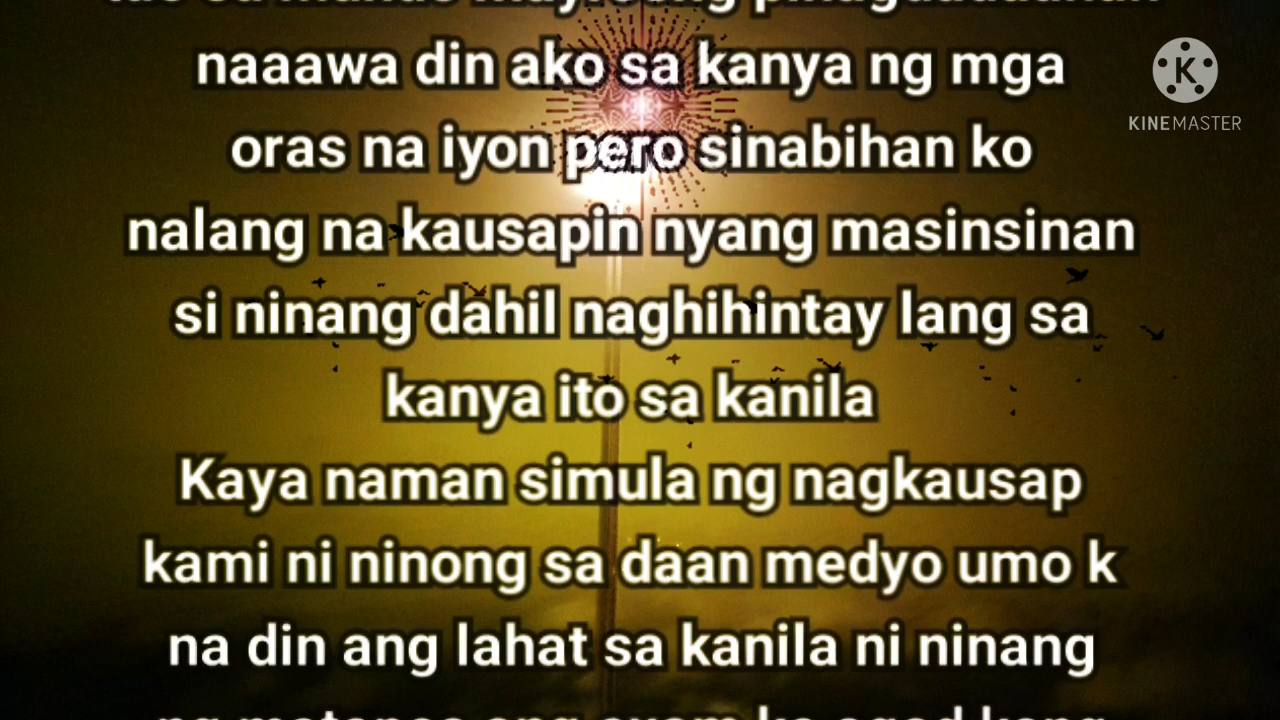 naaawa din ako sa kanya ng mga
oras na iyon pero sinabihan ko
nalang na kausapin nyang masinsinan
si ninang dahil naghihintay lang sa
kanya ito sa kanila
Kaya naman simula ng nagkausap
kami ni ninong sa daan medyo umo k
na din ang lahat sa kanila ni ninang
K
KINEMASTER